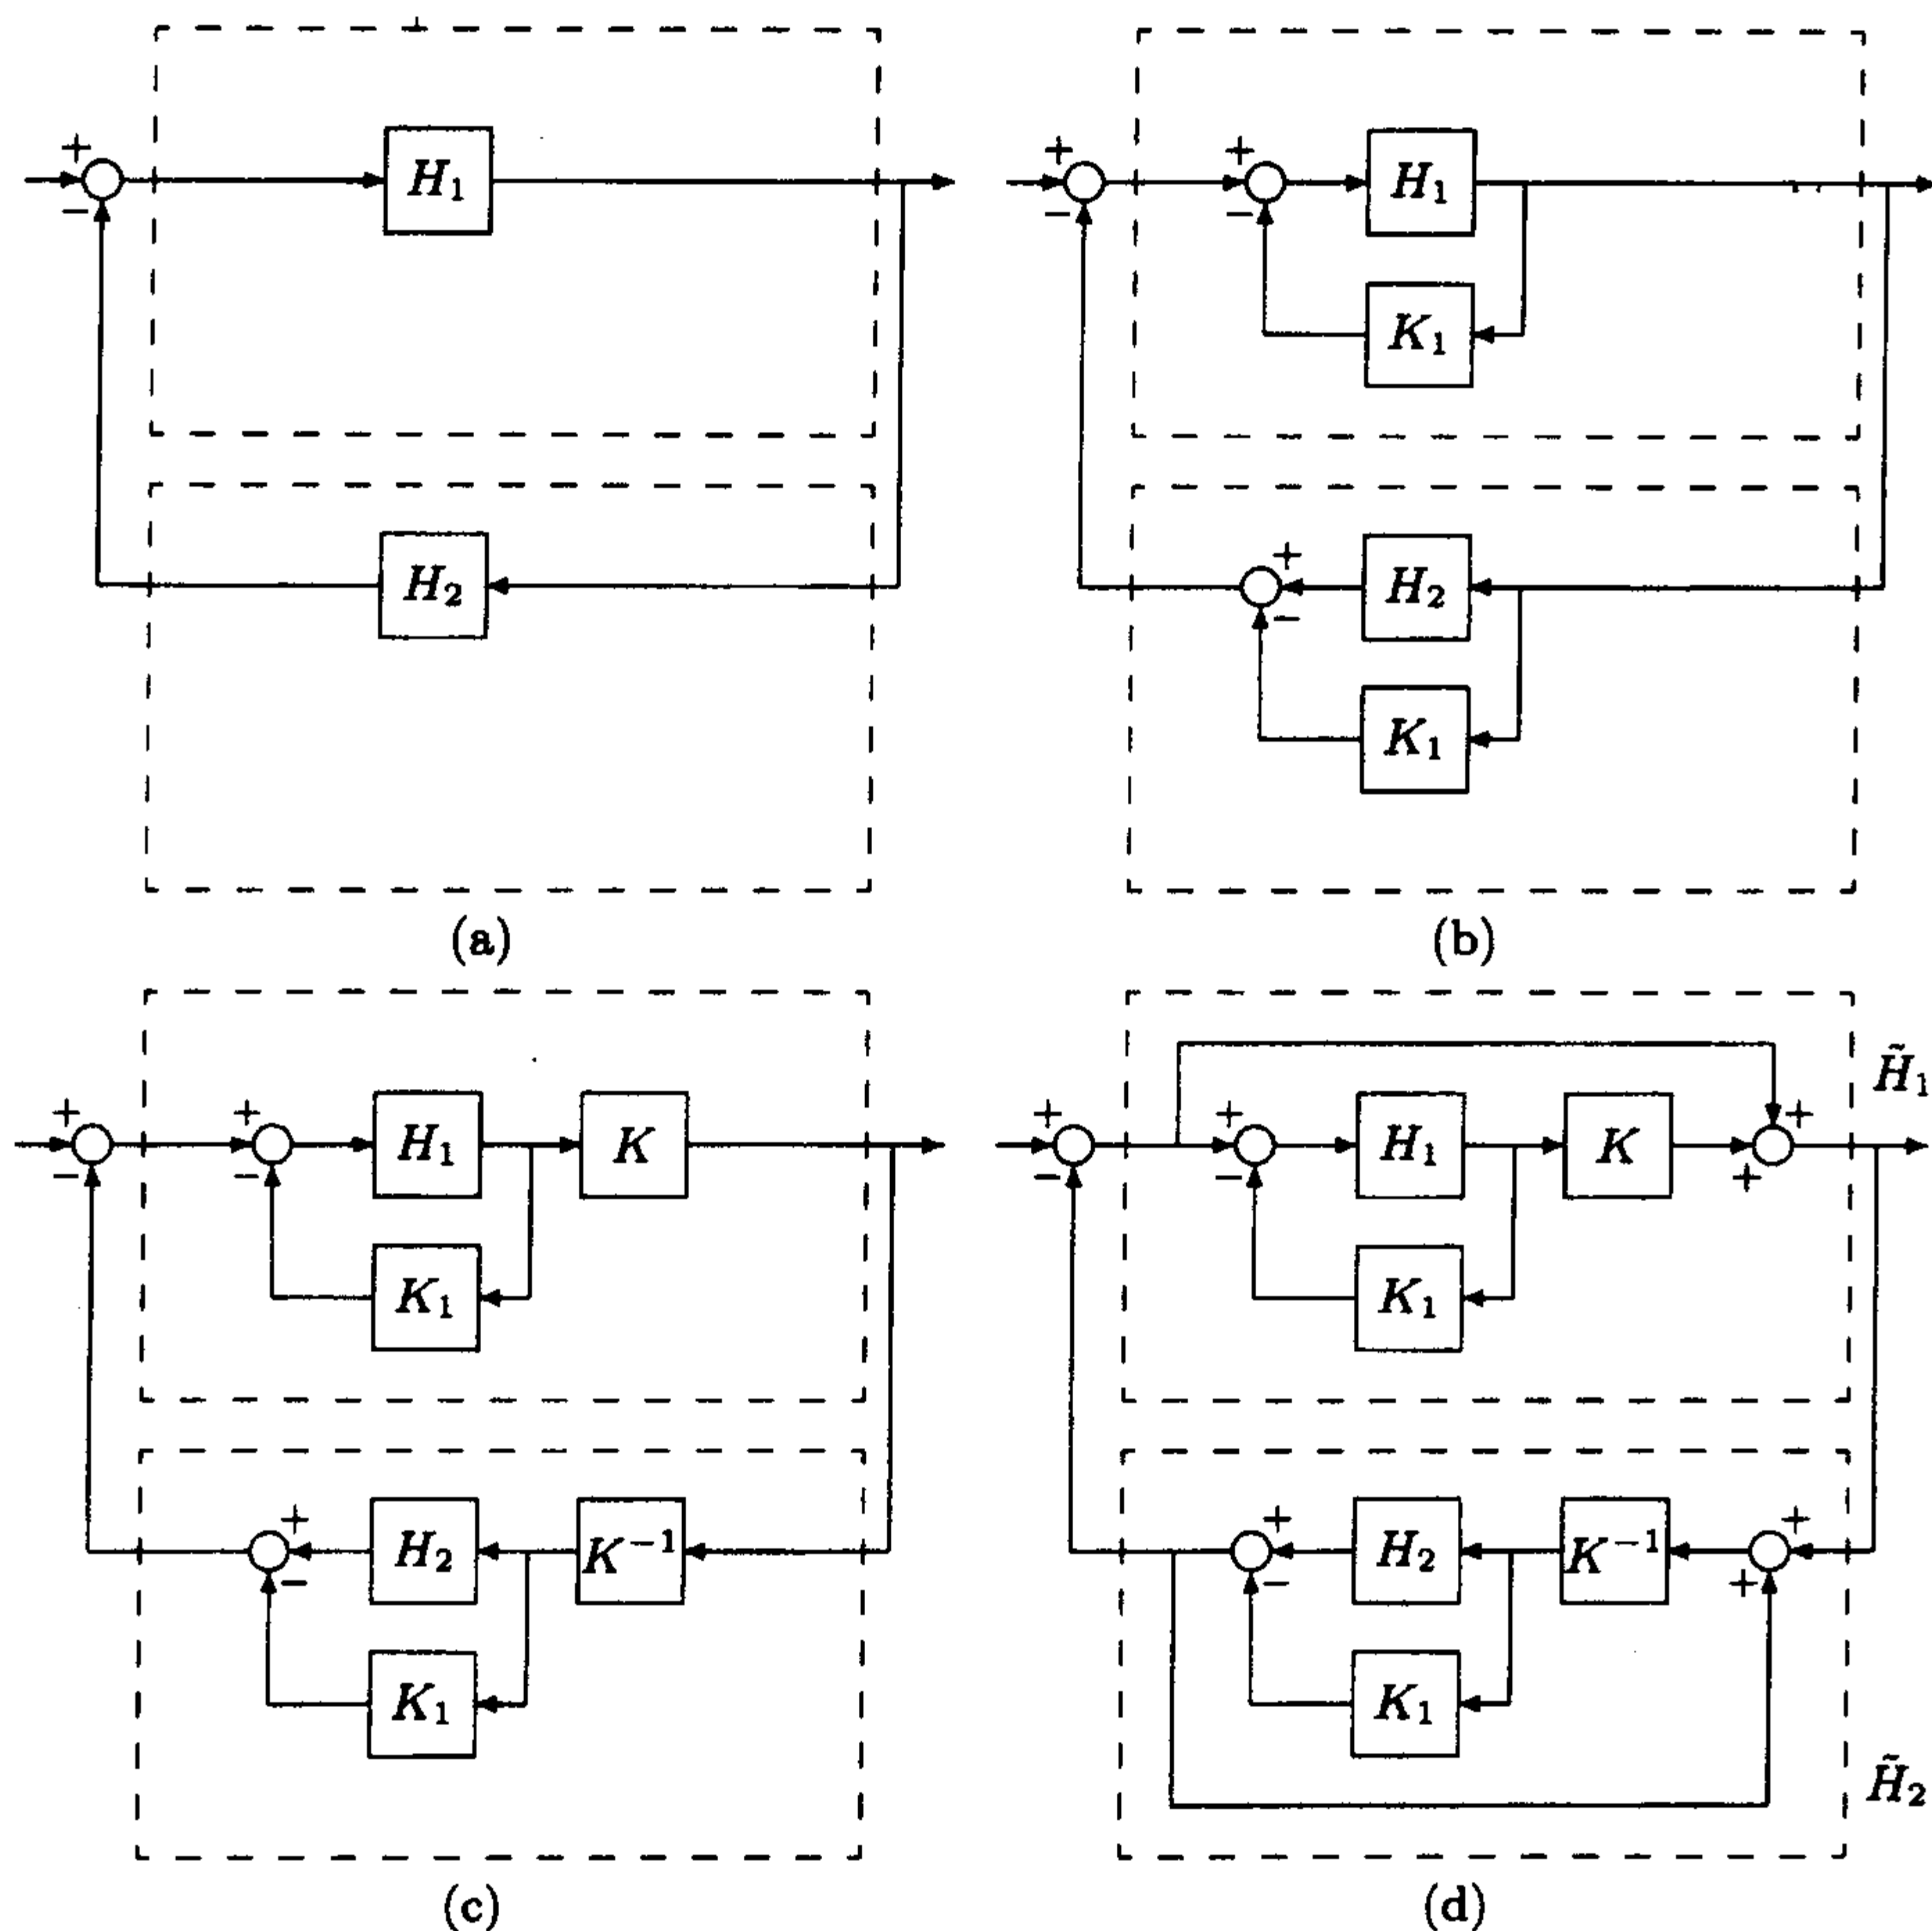 +
−
H₁
H₂
(a)
+
−
+
−
H₁
K₁
+
−
H₂
K₁
(b)
+
−
+
−
H₁
K
K₁
+
−
H₂
K⁻¹
K₁
(c)
+
−
+
−
H₁
K
+
+
H̃₁
K₁
+
−
H₂
K⁻¹
+
+
K₁
H̃₂
(d)